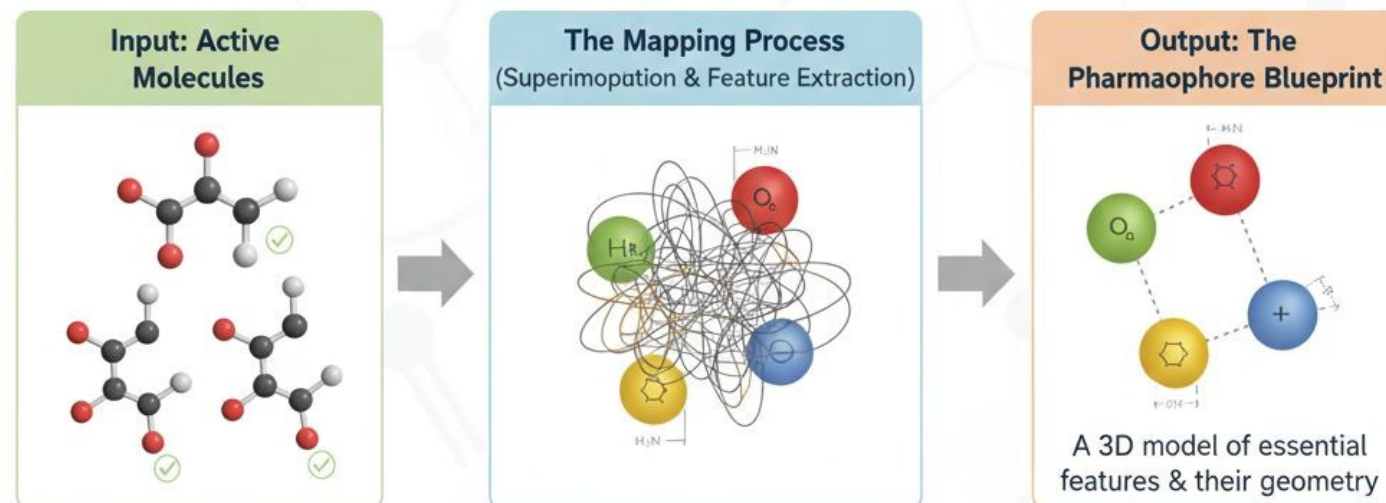 Input: Active
Molecules
The Mapping Process
(Superimopation & Feature Extraction)
Output: The
Pharmaophore Blueprint
H₂N
A 3D model of essential
features & their geometry